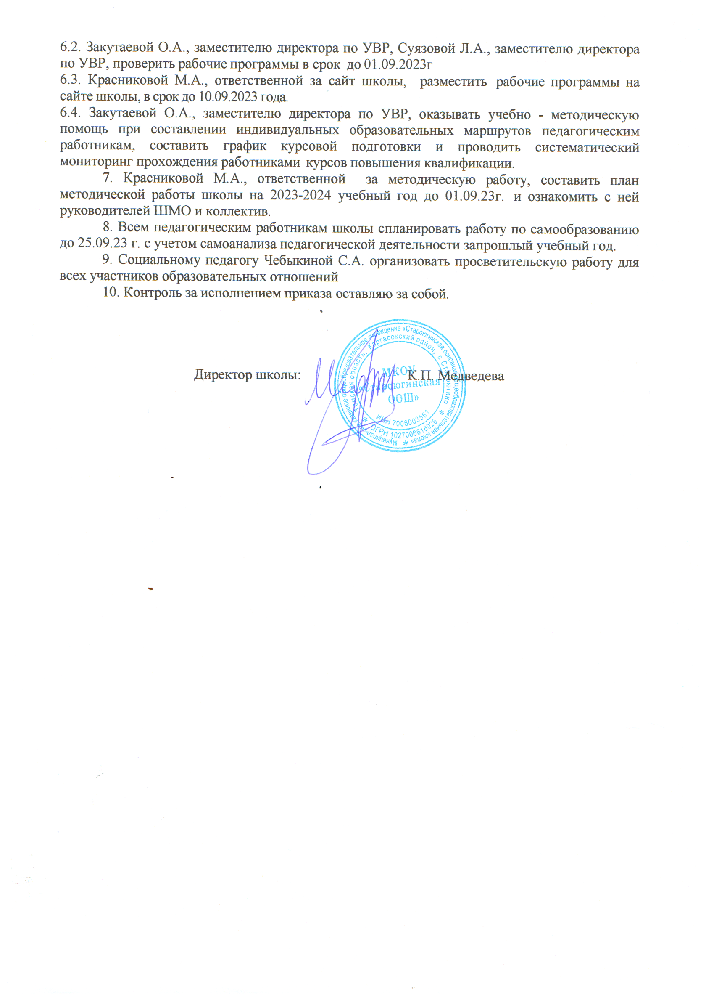 6.2. Закутаевой О.А., заместителю директора по УВР, Суязовой Л.А., заместителю директора
по УВР, проверить рабочие программы в срок до 01.09.2023г
6.3. Красниковой М.А., ответственной за сайт школы, разместить рабочие программы на
сайте школы, в срок до 10.09.2023 года.
6.4. Закутаевой О.А., заместителю директора по УВР, оказывать учебно - методическую
помощь при составлении индивидуальных образовательных маршрутов педагогическим
работникам, составить график курсовой подготовки и проводить систематический
мониторинг прохождения работниками курсов повышения квалификации.
7. Красниковой М.А., ответственной за методическую работу, составить план
методической работы школы на 2023-2024 учебный год до 01.09.23г. и ознакомить с ней
руководителей ШМО и коллектив.
8. Всем педагогическим работникам школы спланировать работу по самообразованию
до 25.09.23 г. с учетом самоанализа педагогической деятельности запрошлый учебный год.
9. Социальному педагогу Чебыкиной С.А. организовать просветительскую работу для
всех участников образовательных отношений
10. Контроль за исполнением приказа оставляю за собой.
Директор школы: К.П. Медведева
Муниципальное казенное общеобразовательное учреждение «Староюгинская основная общеобразовательная школа» *
Томская область, Каргасокский район, с.Староюгино
* ОГРН 1027000616026 *
МКОУ
«Староюгинская
ООШ»
ИНН 7006003561